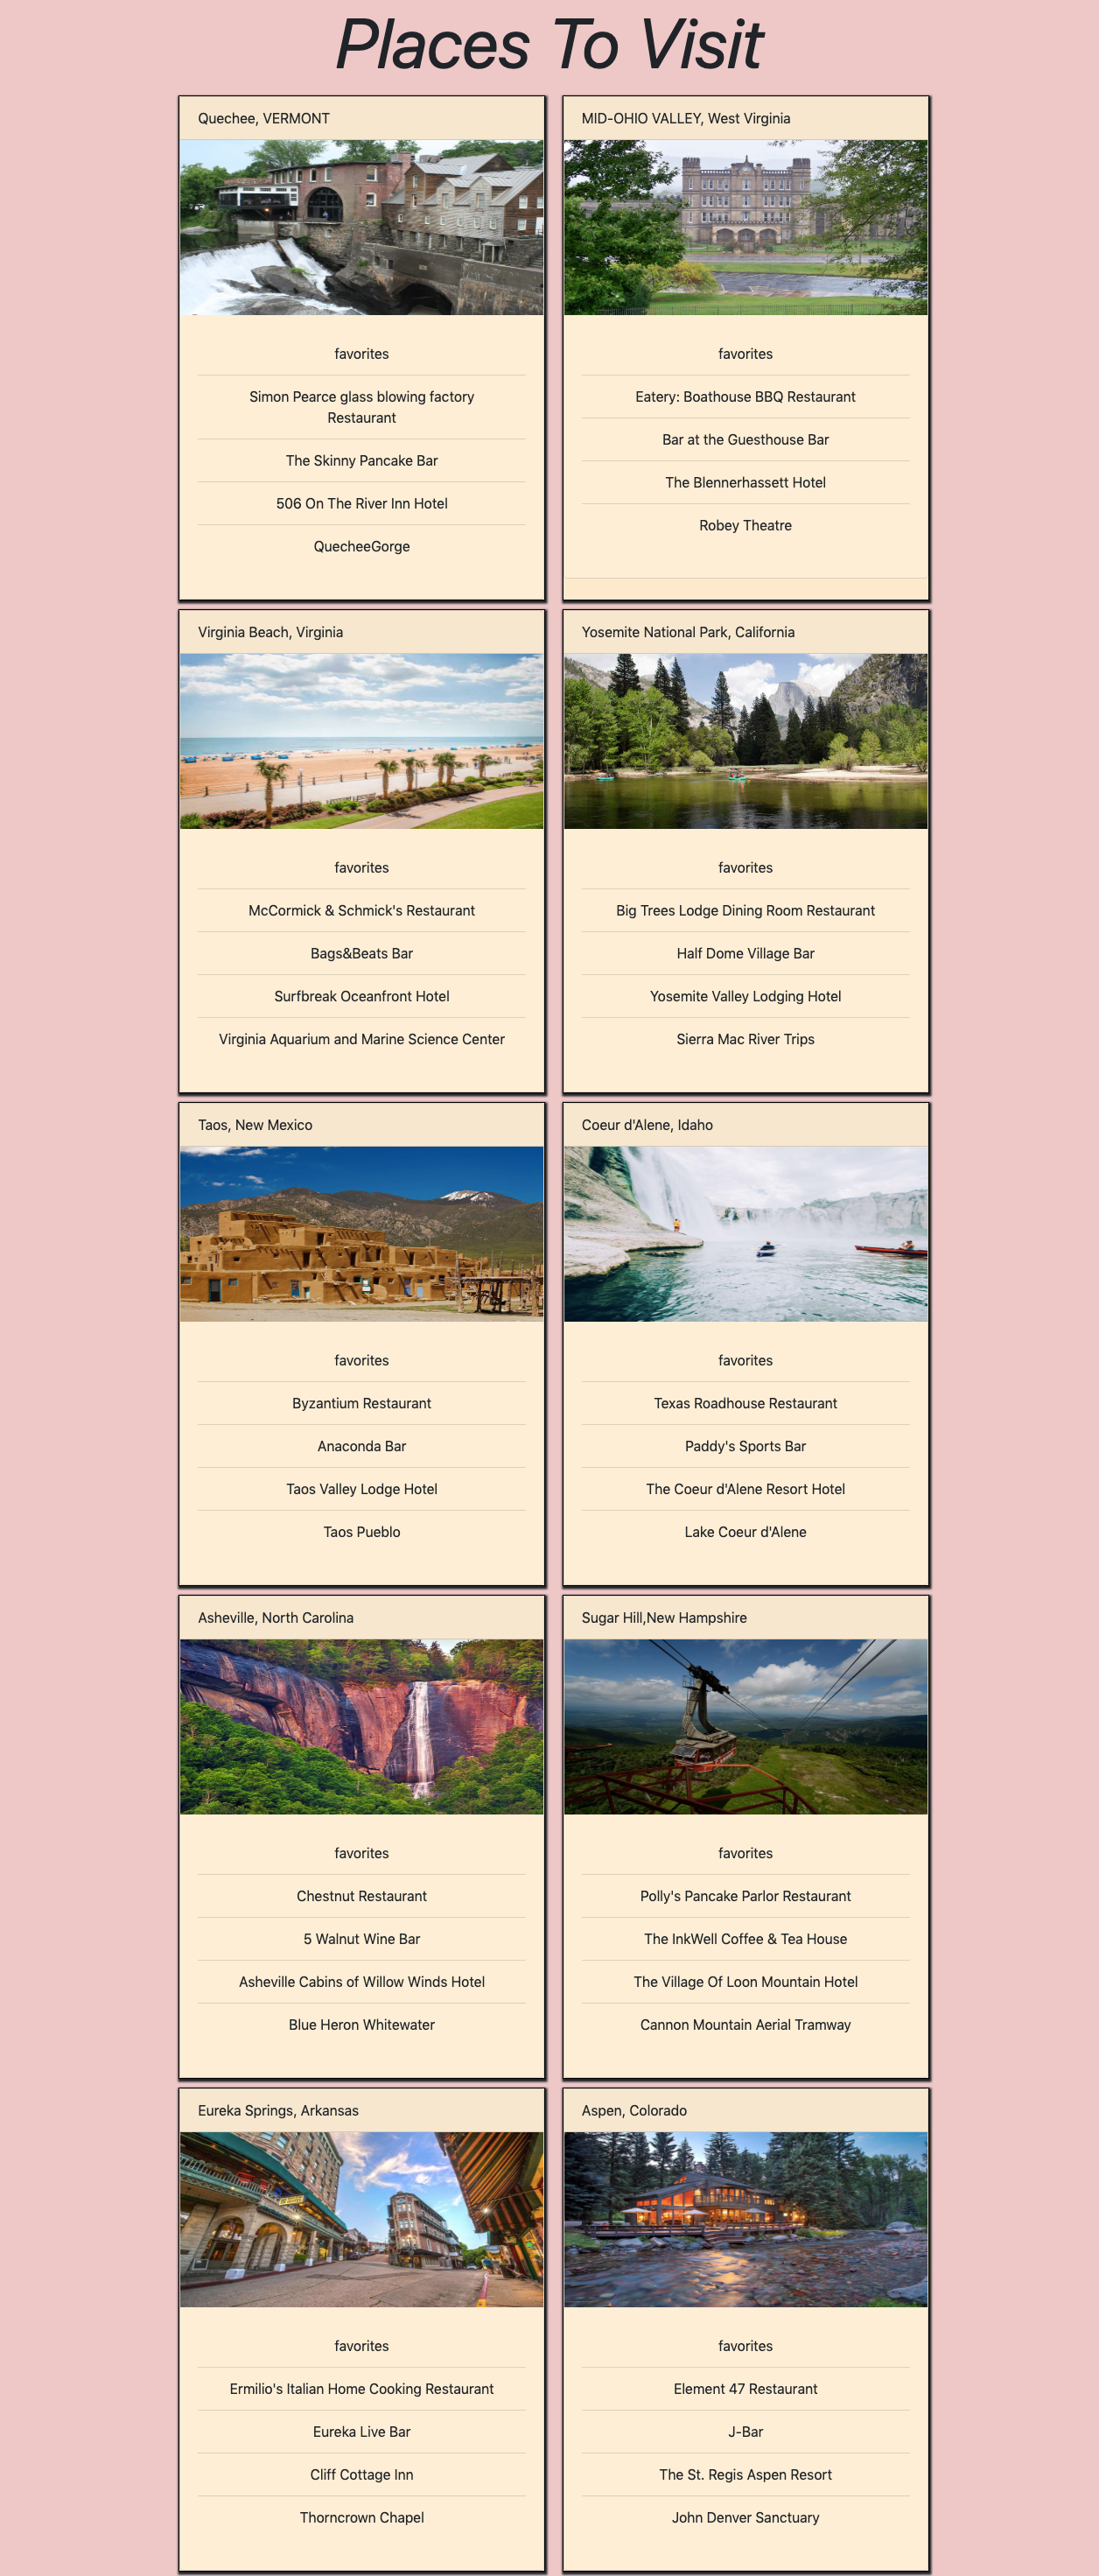 Places To Visit
Quechee, VERMONT
favorites
Simon Pearce glass blowing factory
Restaurant
The Skinny Pancake Bar
506 On The River Inn Hotel
QuecheeGorge
MID-OHIO VALLEY, West Virginia
favorites
Eatery: Boathouse BBQ Restaurant
Bar at the Guesthouse Bar
The Blennerhassett Hotel
Robey Theatre
Virginia Beach, Virginia
favorites
McCormick & Schmick's Restaurant
Bags&Beats Bar
Surfbreak Oceanfront Hotel
Virginia Aquarium and Marine Science Center
Yosemite National Park, California
favorites
Big Trees Lodge Dining Room Restaurant
Half Dome Village Bar
Yosemite Valley Lodging Hotel
Sierra Mac River Trips
Taos, New Mexico
favorites
Byzantium Restaurant
Anaconda Bar
Taos Valley Lodge Hotel
Taos Pueblo
Coeur d'Alene, Idaho
favorites
Texas Roadhouse Restaurant
Paddy's Sports Bar
The Coeur d'Alene Resort Hotel
Lake Coeur d'Alene
Asheville, North Carolina
favorites
Chestnut Restaurant
5 Walnut Wine Bar
Asheville Cabins of Willow Winds Hotel
Blue Heron Whitewater
Sugar Hill,New Hampshire
favorites
Polly's Pancake Parlor Restaurant
The InkWell Coffee & Tea House
The Village Of Loon Mountain Hotel
Cannon Mountain Aerial Tramway
Eureka Springs, Arkansas
favorites
Ermilio's Italian Home Cooking Restaurant
Eureka Live Bar
Cliff Cottage Inn
Thorncrown Chapel
Aspen, Colorado
favorites
Element 47 Restaurant
J-Bar
The St. Regis Aspen Resort
John Denver Sanctuary